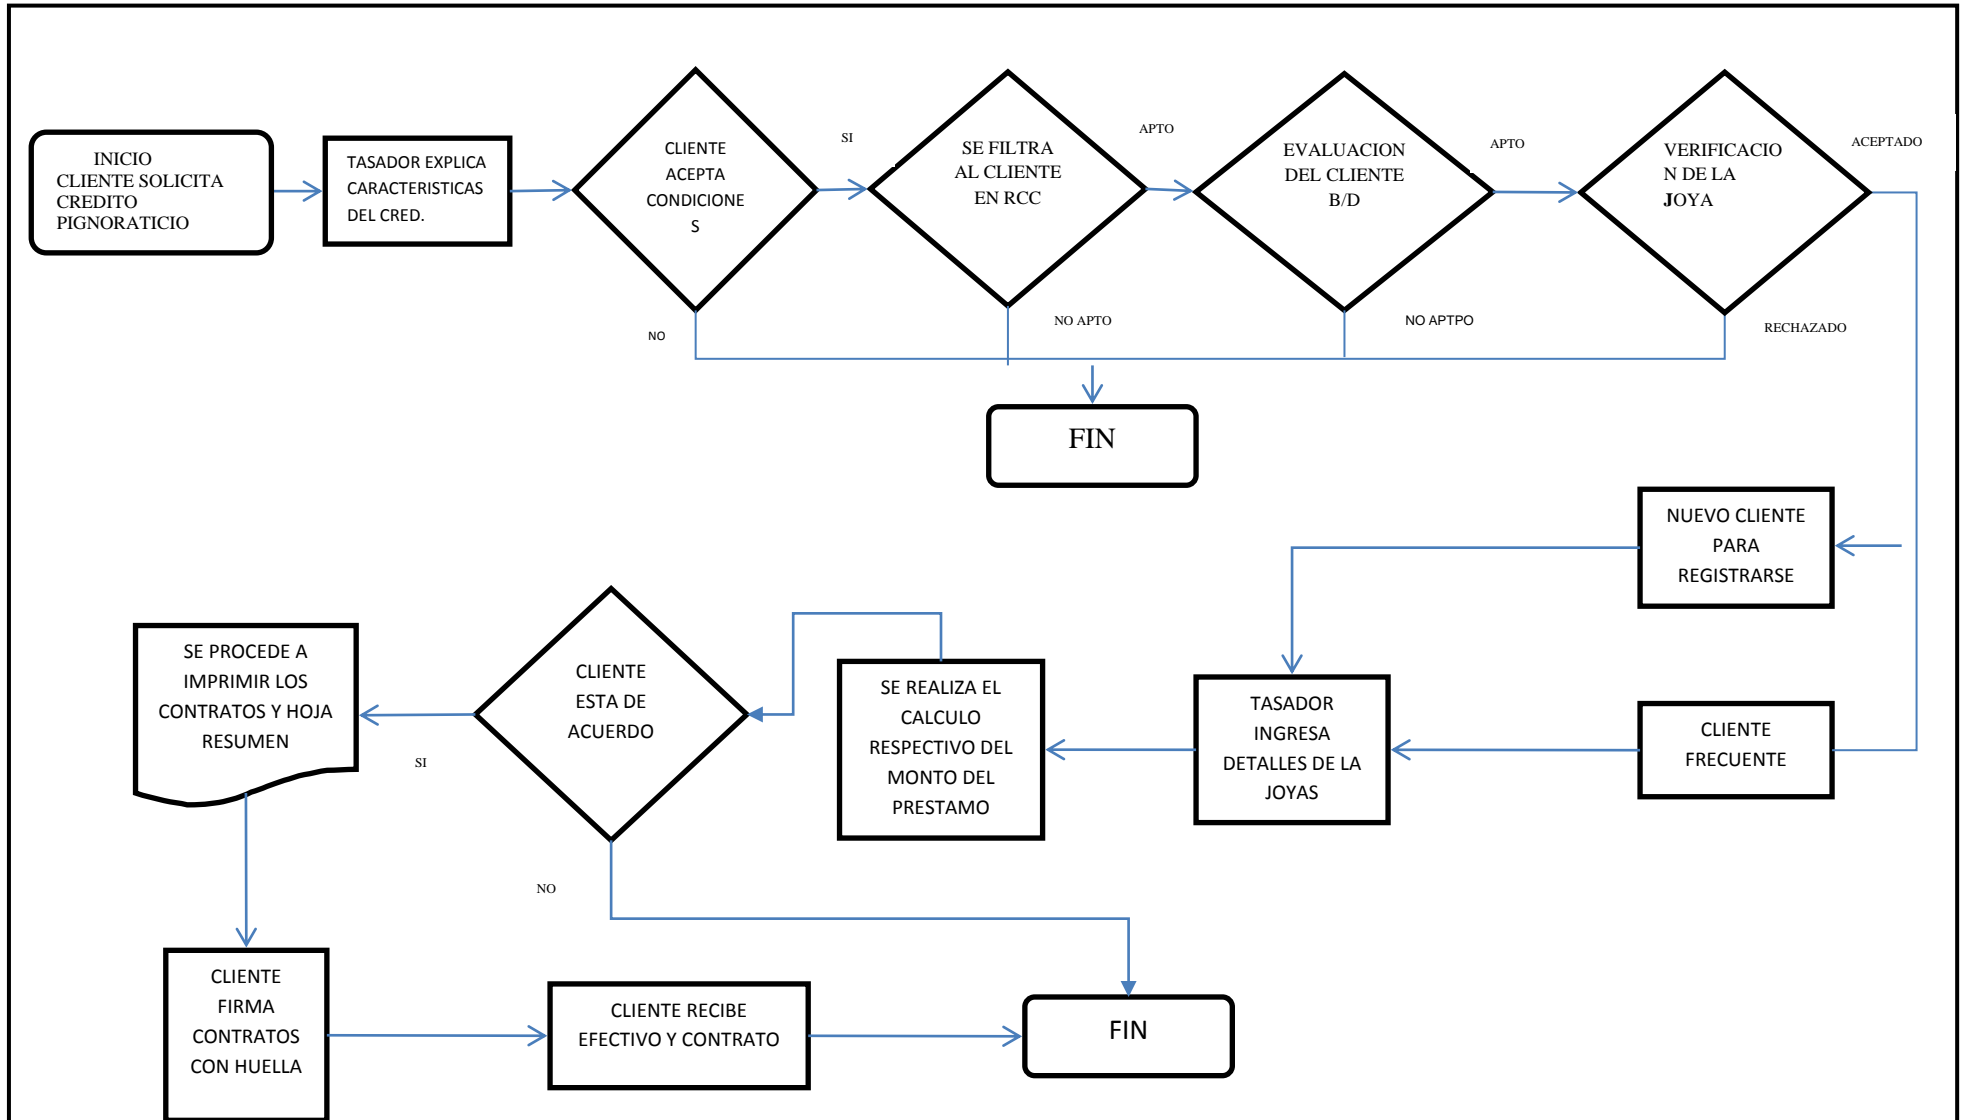 INICIO
CLIENTE SOLICITA
CREDITO
PIGNORATICIO
TASADOR EXPLICA
CARACTERISTICAS
DEL CRED.
CLIENTE
ACEPTA
CONDICIONE
S
SI
NO
SE FILTRA
AL CLIENTE
EN RCC
APTO
NO APTO
EVALUACION
DEL CLIENTE
B/D
APTO
NO APTPO
VERIFICACIO
N DE LA
JOYA
ACEPTADO
RECHAZADO
FIN
NUEVO CLIENTE
PARA
REGISTRARSE
CLIENTE
FRECUENTE
TASADOR
INGRESA
DETALLES DE LA
JOYAS
SE REALIZA EL
CALCULO
RESPECTIVO DEL
MONTO DEL
PRESTAMO
CLIENTE
ESTA DE
ACUERDO
SI
NO
SE PROCEDE A
IMPRIMIR LOS
CONTRATOS Y HOJA
RESUMEN
CLIENTE
FIRMA
CONTRATOS
CON HUELLA
CLIENTE RECIBE
EFECTIVO Y CONTRATO
FIN